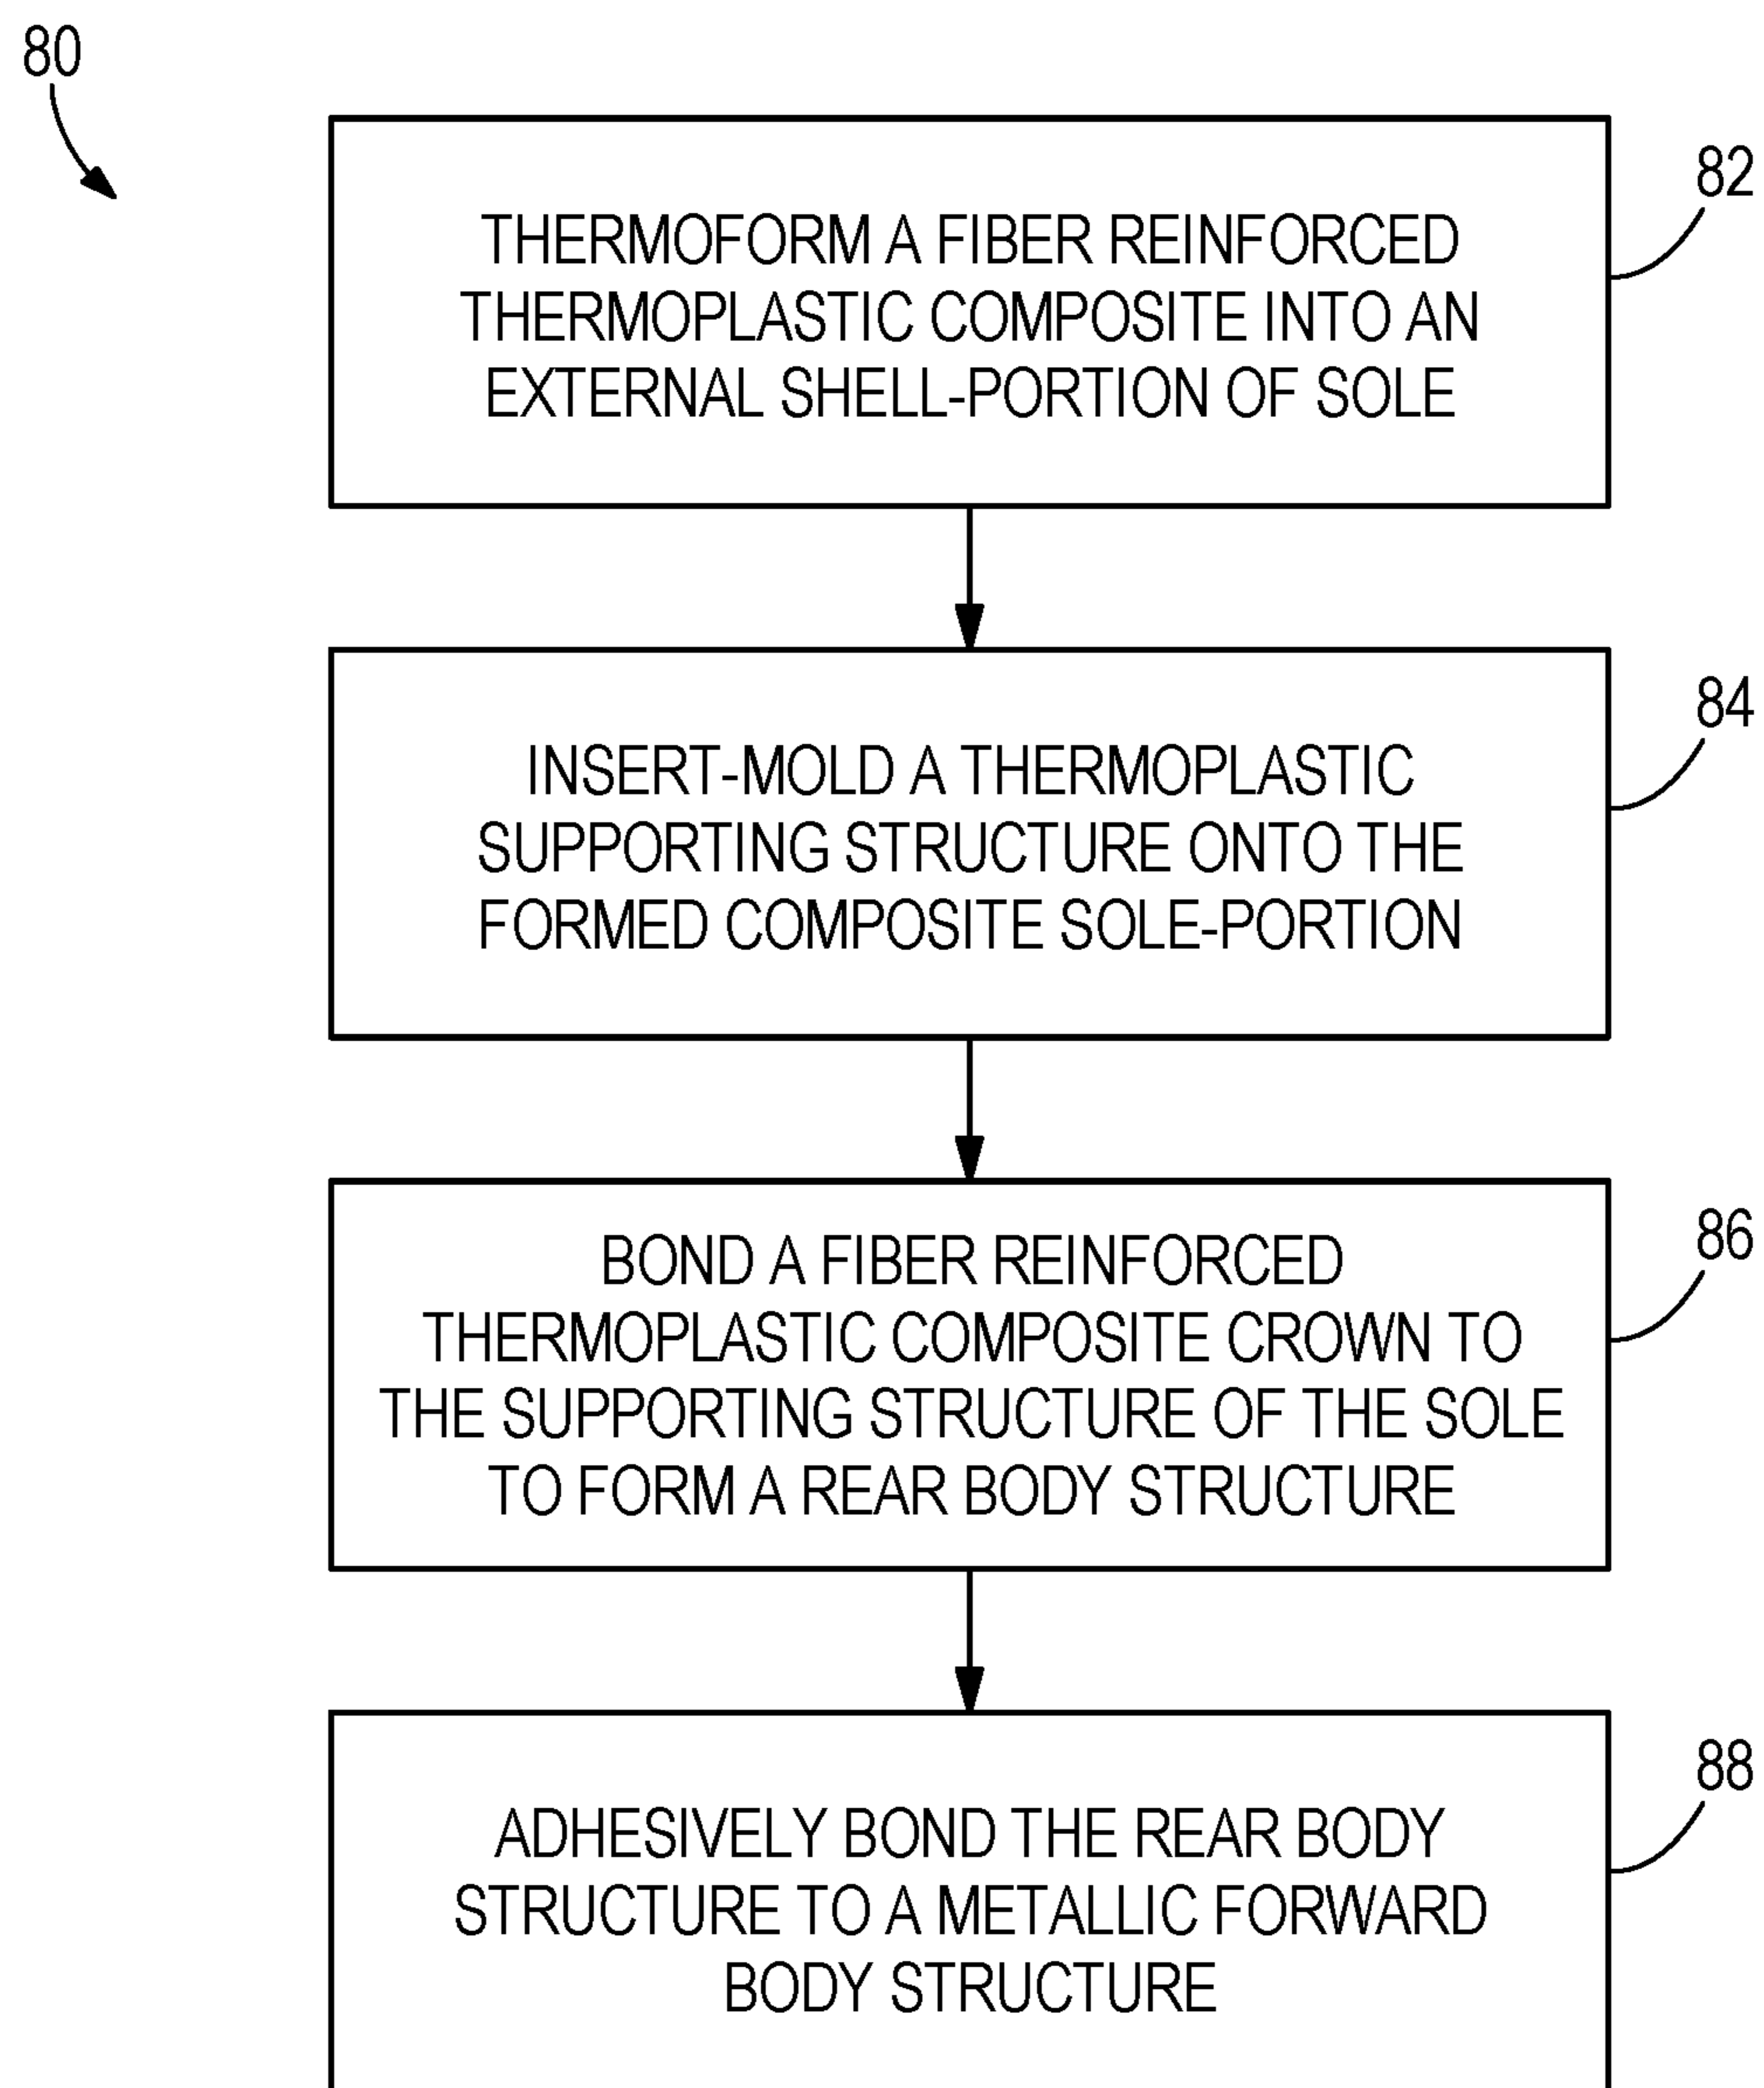 80
82
THERMOFORM A FIBER REINFORCED
THERMOPLASTIC COMPOSITE INTO AN
EXTERNAL SHELL-PORTION OF SOLE
84
INSERT-MOLD A THERMOPLASTIC
SUPPORTING STRUCTURE ONTO THE
FORMED COMPOSITE SOLE-PORTION
86
BOND A FIBER REINFORCED
THERMOPLASTIC COMPOSITE CROWN TO
THE SUPPORTING STRUCTURE OF THE SOLE
TO FORM A REAR BODY STRUCTURE
88
ADHESIVELY BOND THE REAR BODY
STRUCTURE TO A METALLIC FORWARD
BODY STRUCTURE